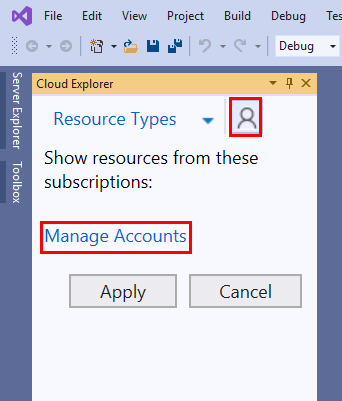 File Edit View Project Build Debug Test
Debug
Server Explorer
Toolbox
Cloud Explorer
Resource Types
Show resources from these
subscriptions:
Manage Accounts
Apply Cancel